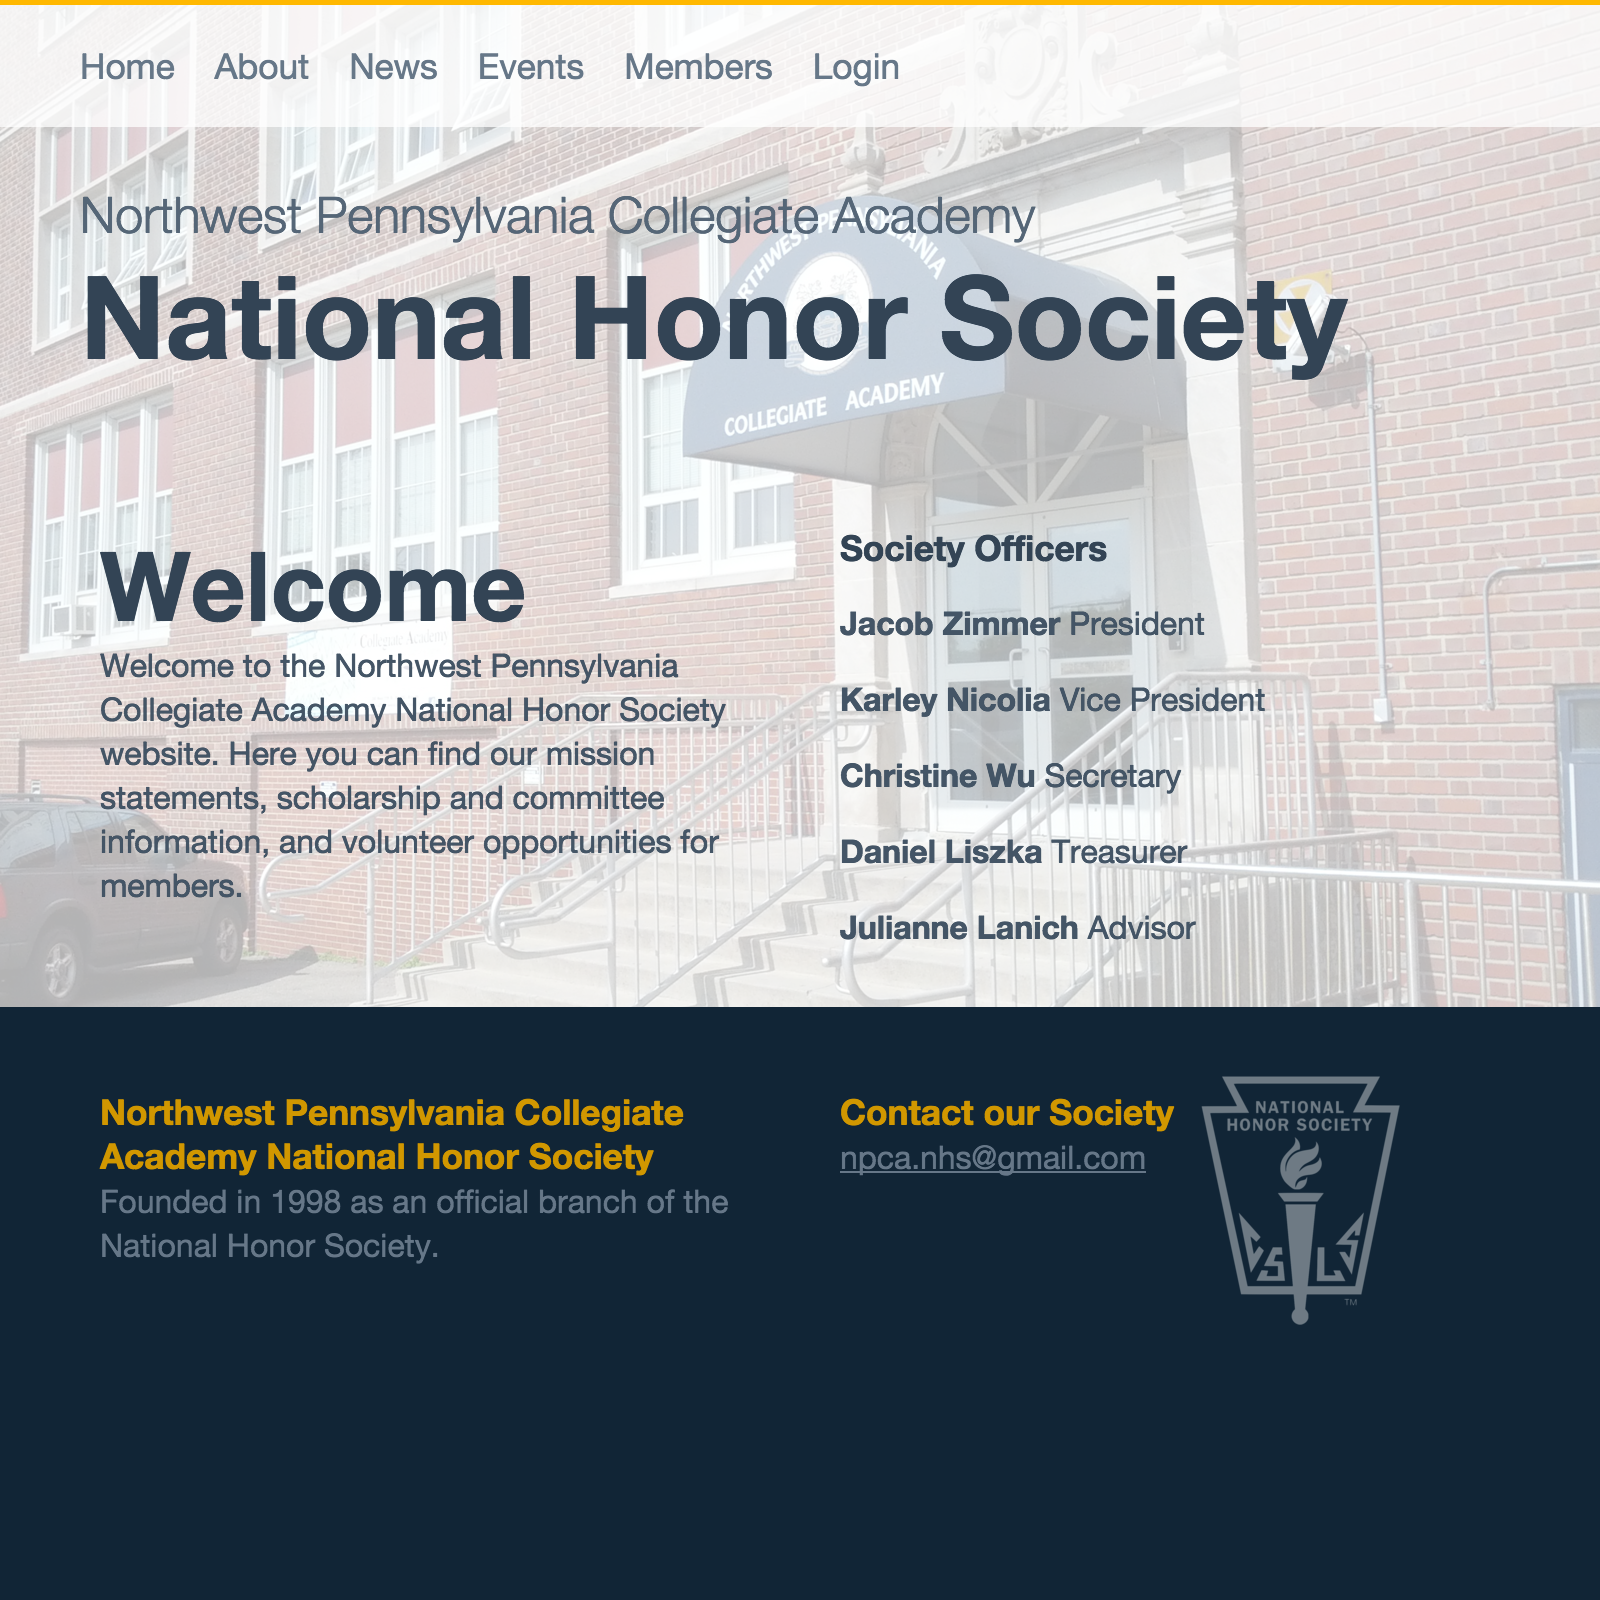 Home About News Events Members Login
Northwest Pennsylvania Collegiate Academy
National Honor Society
COLLEGIATE ACADEMY
Welcome
Welcome to the Northwest Pennsylvania
Collegiate Academy National Honor Society
website. Here you can find our mission
statements, scholarship and committee
information, and volunteer opportunities for
members.
Society Officers
Jacob Zimmer President
Karley Nicolia Vice President
Christine Wu Secretary
Daniel Liszka Treasurer
Julianne Lanich Advisor
Northwest Pennsylvania Collegiate
Academy National Honor Society
Founded in 1998 as an official branch of the
National Honor Society.
Contact our Society
npca.nhs@gmail.com
NATIONAL
HONOR SOCIETY
C S L S
TM